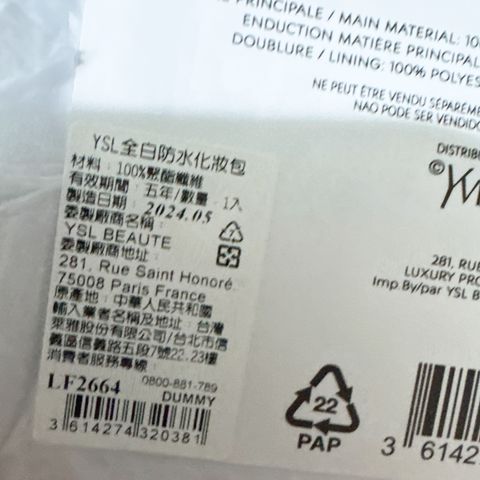 PRINCIPALE / MAIN MATERIAL: 10
ENDUCTION MATIÈRE PRINCIPAL
DOUBLURE / LINING: 100% POLYES
NE PEUT ÊTRE VENDU SÉPARÉME
NAO PODE SER VENDIDO
DISTRIB
©
281, RUE
LUXURY PRO
Imp.By/par YSL B
YSL全白防水化妝包
材料：100%聚酯纖維
有效期間：五年/數量：1入
製造日期：2024.05
委製廠商名稱：
YSL BEAUTE
委製廠商地址：
281, Rue Saint Honoré
75008 Paris France
原產地：中華人民共和國
輸入業者名稱及地址：台灣
萊雅股份有限公司/台北市信
義區信義路五段7號22.23樓
消費者服務專線：
0800-881-789
LF2664
DUMMY
3 614274 320381
22
PAP
3 6142